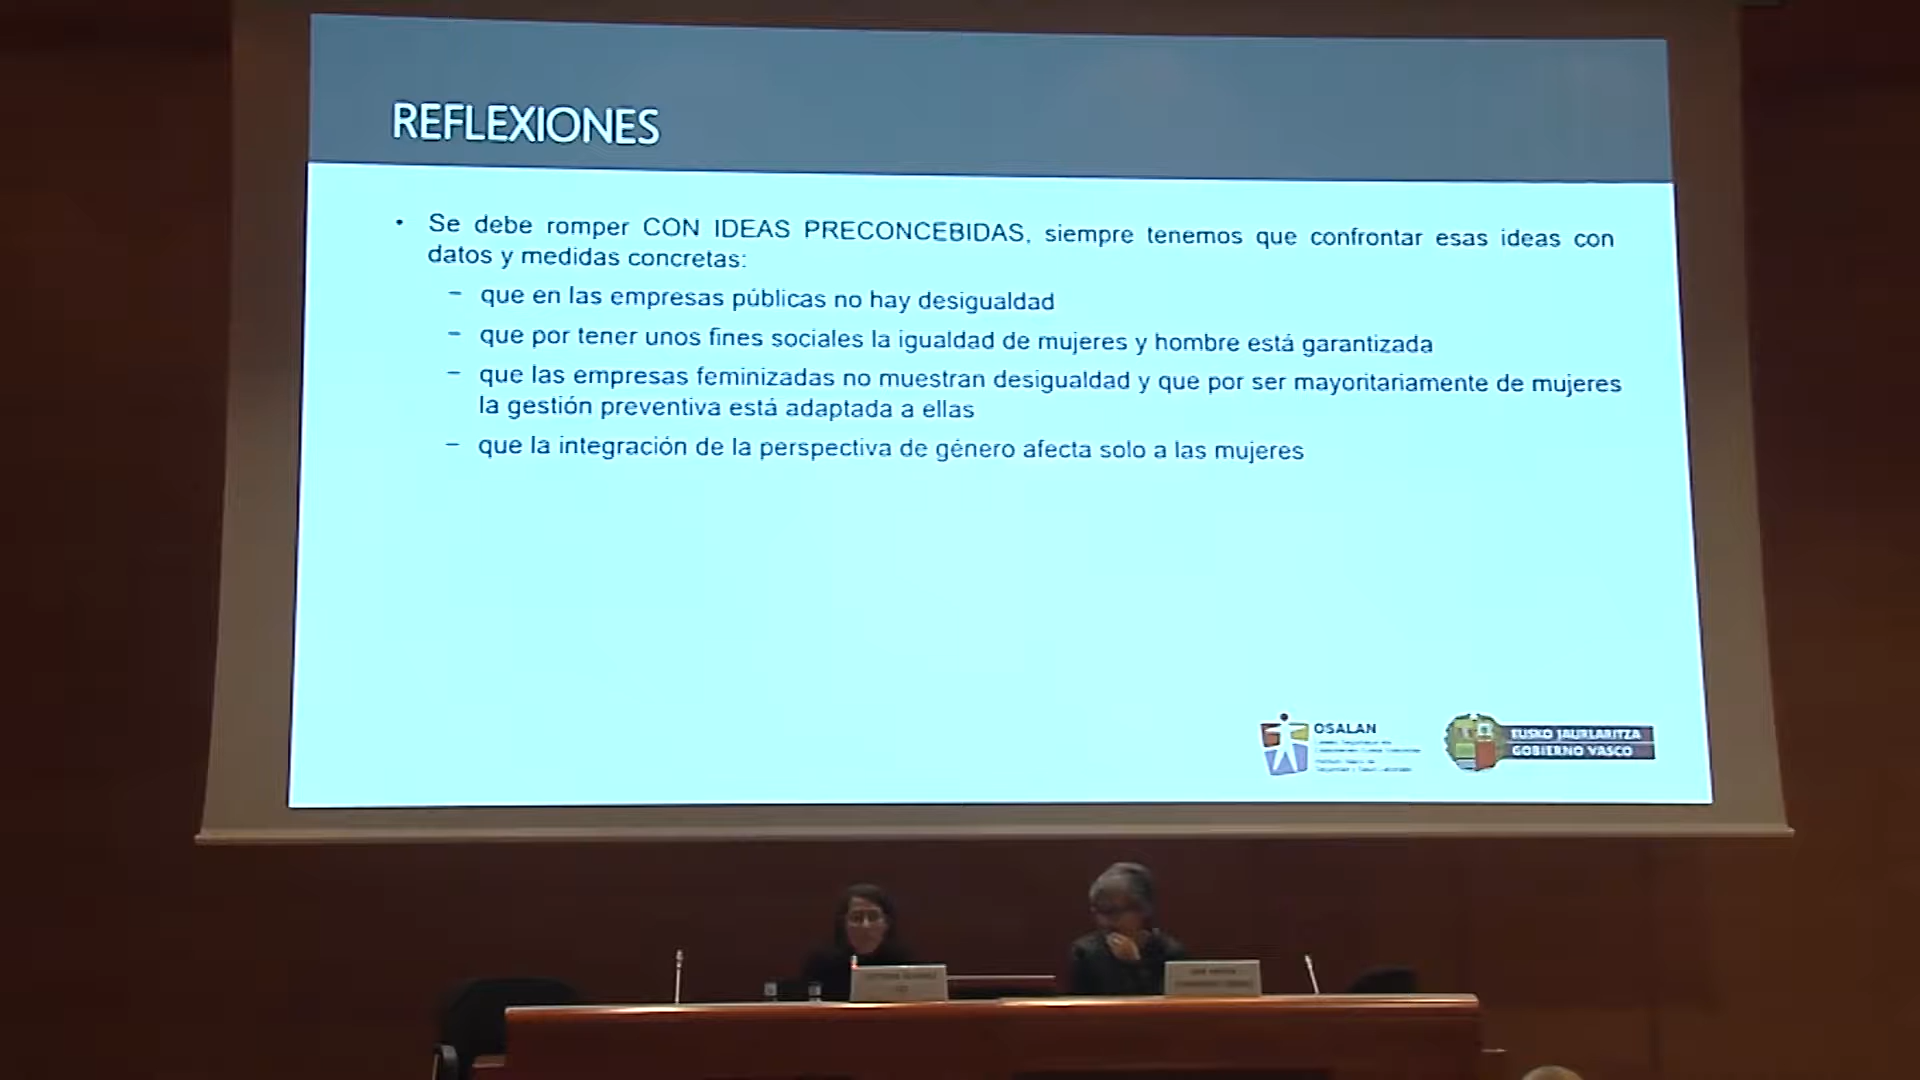 REFLEXIONES
• Se debe romper CON IDEAS PRECONCEBIDAS, siempre tenemos que confrontar esas ideas con
datos y medidas concretas:
– que en las empresas públicas no hay desigualdad
– que por tener unos fines sociales la igualdad de mujeres y hombre está garantizada
– que las empresas feminizadas no muestran desigualdad y que por ser mayoritariamente de mujeres
la gestión preventiva está adaptada a ellas
– que la integración de la perspectiva de género afecta solo a las mujeres
OSALAN
EUSKO JAURLARITZA
GOBIERNO VASCO